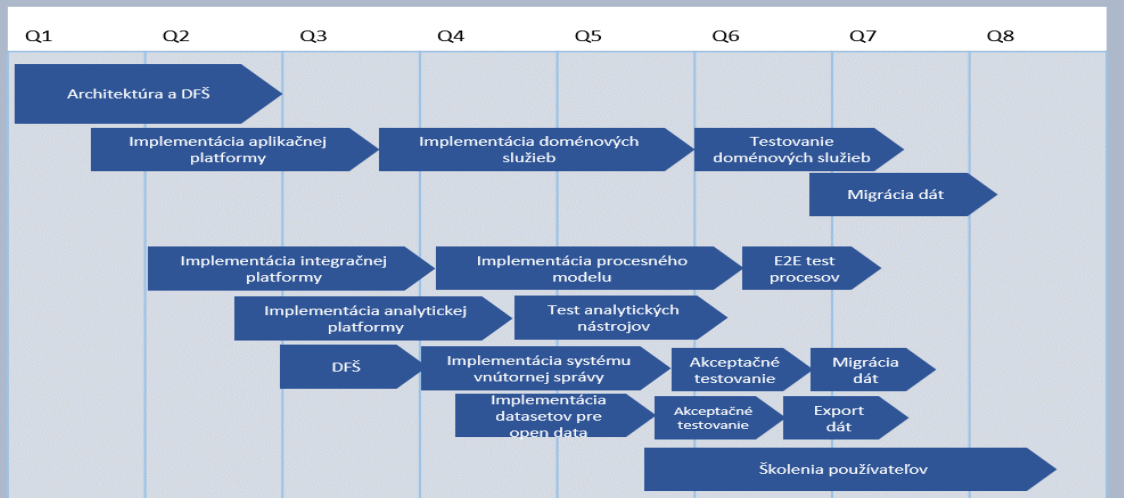 Q1 Q2 Q3 Q4 Q5 Q6 Q7 Q8
Architektúra a DFŠ
Implementácia aplikačnej
platformy
Implementácia doménových
služieb
Testovanie
doménových služieb
Migrácia dát
Implementácia integračnej
platformy
Implementácia procesného
modelu
E2E test
procesov
Implementácia analytickej
platformy
Test analytických
nástrojov
DFŠ
Implementácia systému
vnútornej správy
Akceptačné
testovanie
Migrácia
dát
Implementácia
datasetov pre
open data
Akceptačné
testovanie
Export
dát
Školenia používateľov